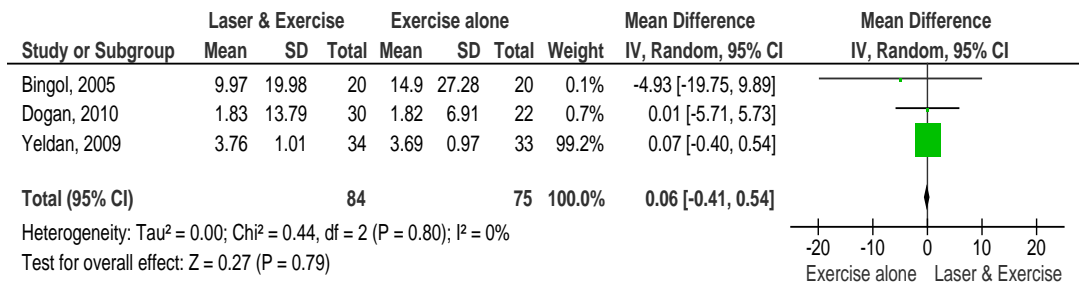 Laser & Exercise Exercise alone Mean Difference Mean Difference
Study or Subgroup Mean SD Total Mean SD Total Weight IV, Random, 95% CI IV, Random, 95% CI
Bingol, 2005 9.97 19.98 20 14.9 27.28 20 0.1% -4.93 [-19.75, 9.89]
Dogan, 2010 1.83 13.79 30 1.82 6.91 22 0.7% 0.01 [-5.71, 5.73]
Yeldan, 2009 3.76 1.01 34 3.69 0.97 33 99.2% 0.07 [-0.40, 0.54]
Total (95% CI) 84 75 100.0% 0.06 [-0.41, 0.54]
Heterogeneity: Tau² = 0.00; Chi² = 0.44, df = 2 (P = 0.80); I² = 0%
Test for overall effect: Z = 0.27 (P = 0.79)
-20 -10 0 10 20
Exercise alone Laser & Exercise